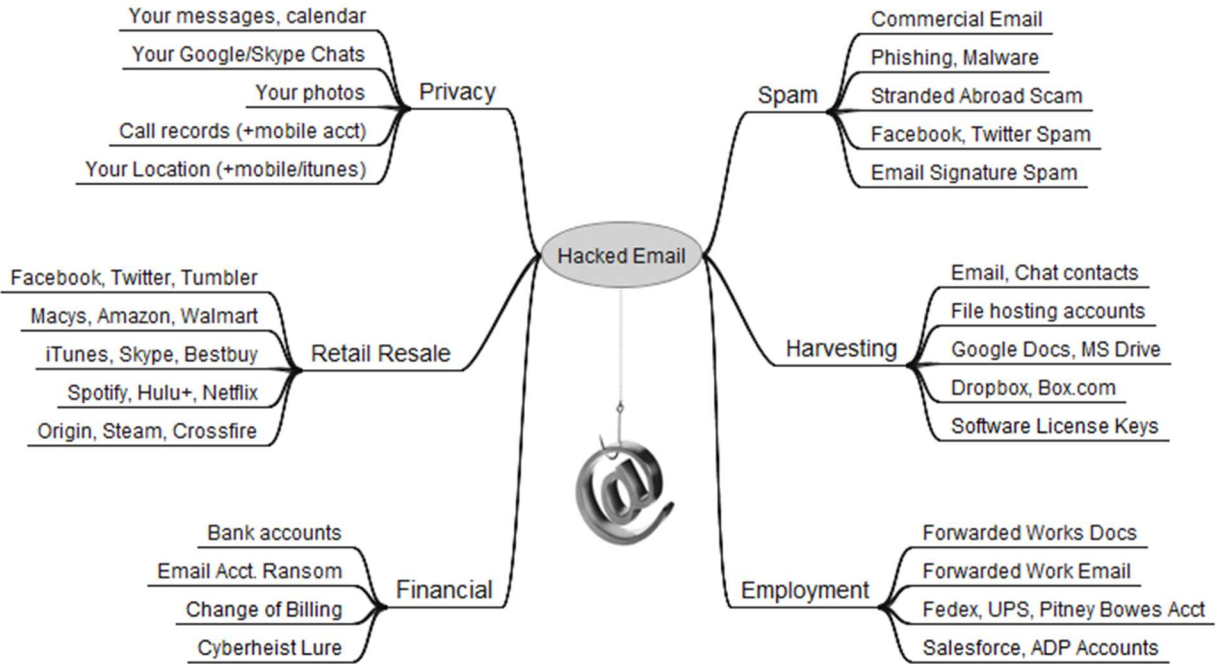 Your messages, calendar
Your Google/Skype Chats
Your photos
Call records (+mobile acct)
Your Location (+mobile/itunes)
Privacy
Facebook, Twitter, Tumbler
Macys, Amazon, Walmart
iTunes, Skype, Bestbuy
Spotify, Hulu+, Netflix
Origin, Steam, Crossfire
Retail Resale
Bank accounts
Email Acct. Ransom
Change of Billing
Cyberheist Lure
Financial
Hacked Email
@
Spam
Commercial Email
Phishing, Malware
Stranded Abroad Scam
Facebook, Twitter Spam
Email Signature Spam
Harvesting
Email, Chat contacts
File hosting accounts
Google Docs, MS Drive
Dropbox, Box.com
Software License Keys
Employment
Forwarded Works Docs
Forwarded Work Email
Fedex, UPS, Pitney Bowes Acct
Salesforce, ADP Accounts